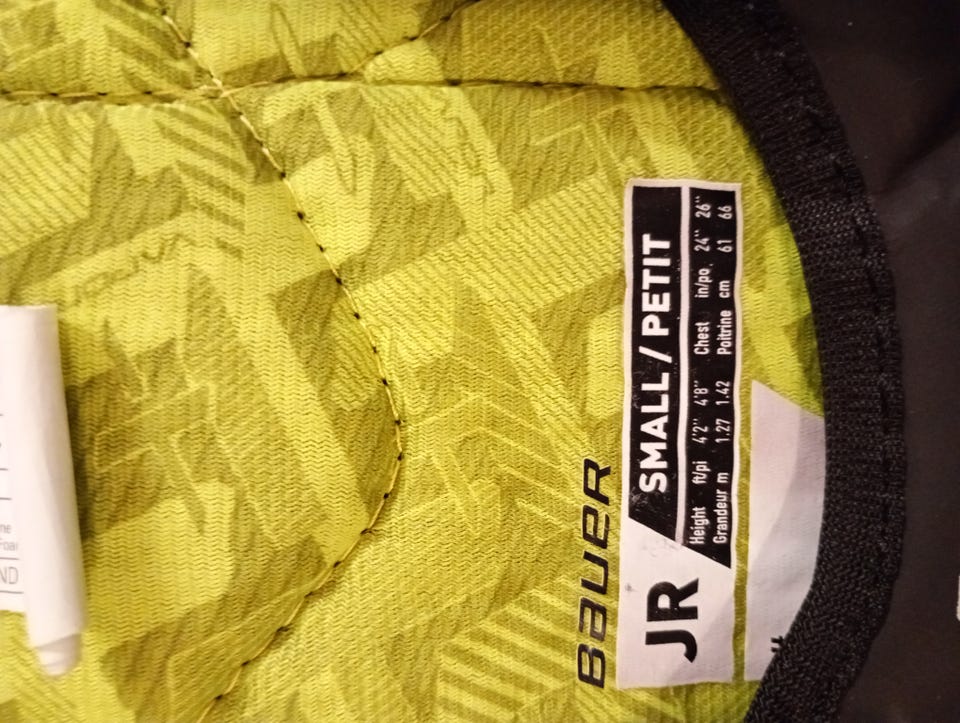 BAUER
JR
SMALL / PETIT
Height ft/pi 4'2" 4'8" Chest in/po. 24" 26"
Grandeur m 1.27 1.42 Poitrine cm 61 66